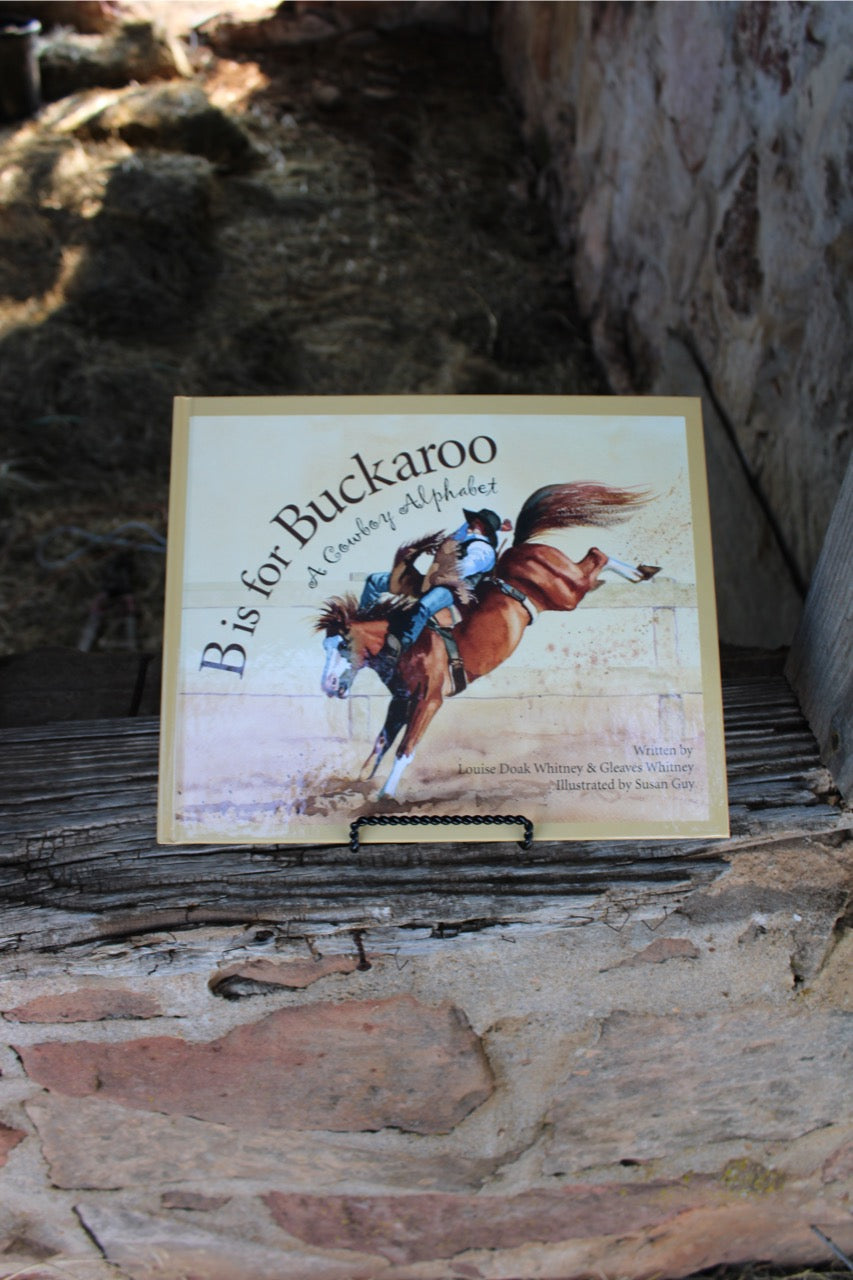 B is for Buckaroo
A Cowboy Alphabet
Written by
Louise Doak Whitney & Gleaves Whitney
Illustrated by Susan Guy